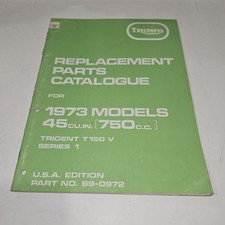 TRIUMPH
REPLACEMENT
PARTS
CATALOGUE
FOR
1973 MODELS
45 CU.IN. [750 C.C.]
TRIDENT T150 V
SERIES 1
U.S.A. EDITION
PART NO. 99-0972